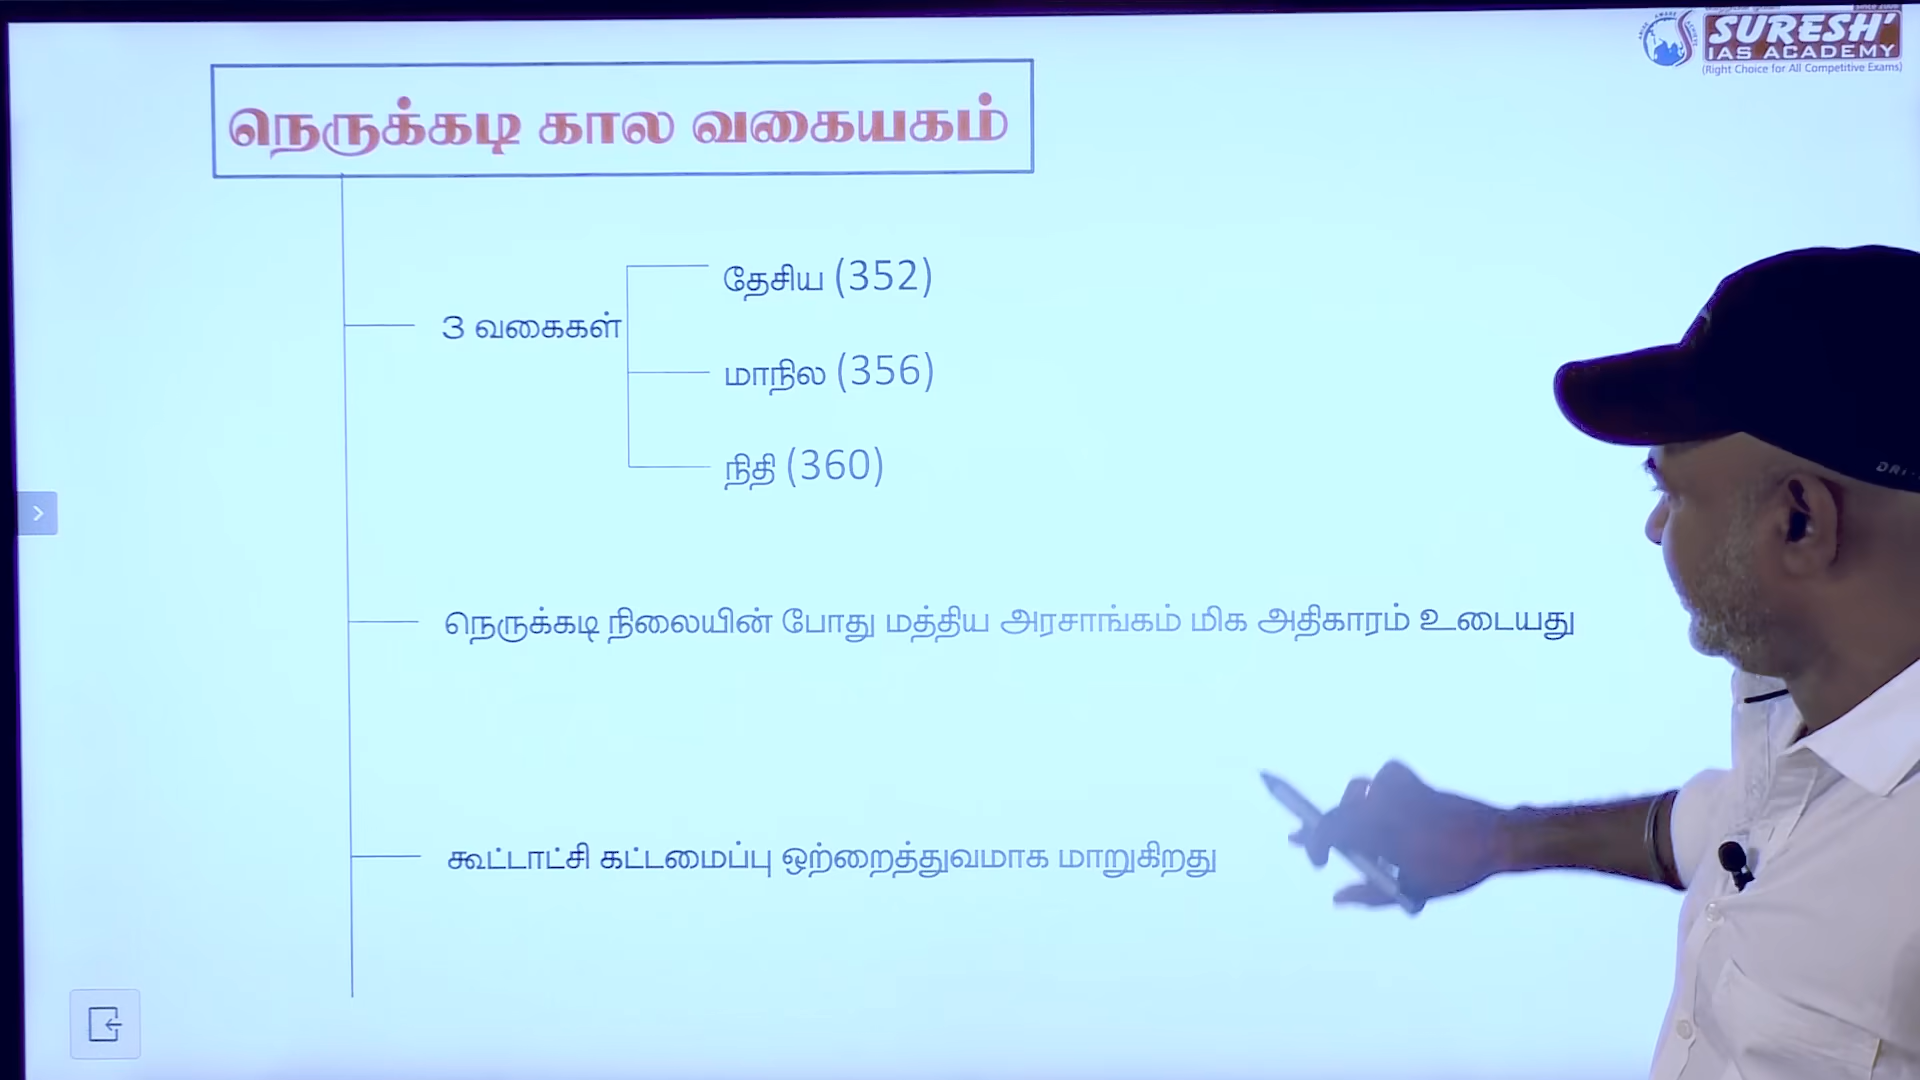 SURESH'
IAS ACADEMY
(Right Choice for All Competitive Exams)
நெருக்கடி கால வகையகம்
3 வகைகள்
தேசிய (352)
மாநில (356)
நிதி (360)
நெருக்கடி நிலையின் போது மத்திய அரசாங்கம் மிக அதிகாரம் உடையது
கூட்டாட்சி கட்டமைப்பு ஒற்றைத்துவமாக மாறுகிறது